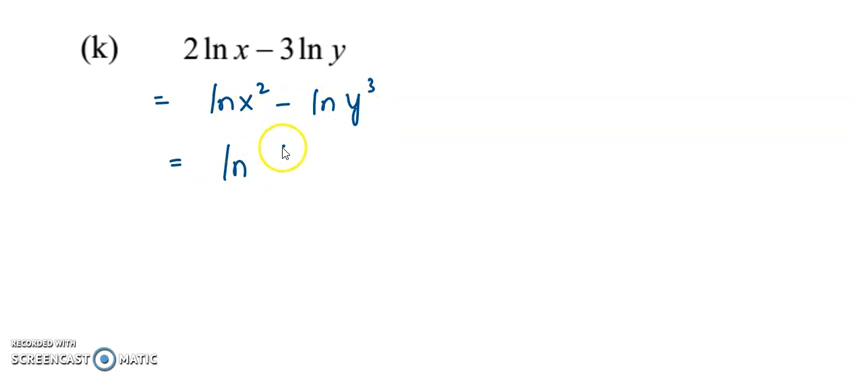 (k) 2 ln x – 3 ln y
= ln x² – ln y³
= ln
RECORDED WITH
SCREENCAST MATIC